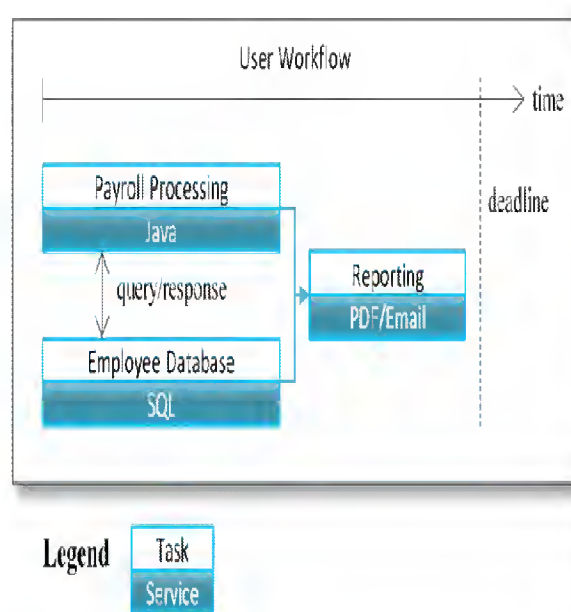 User Workflow
time
deadline
Payroll Processing
Java
query/response
Reporting
PDF/Email
Employee Database
SQL
Legend
Task
Service